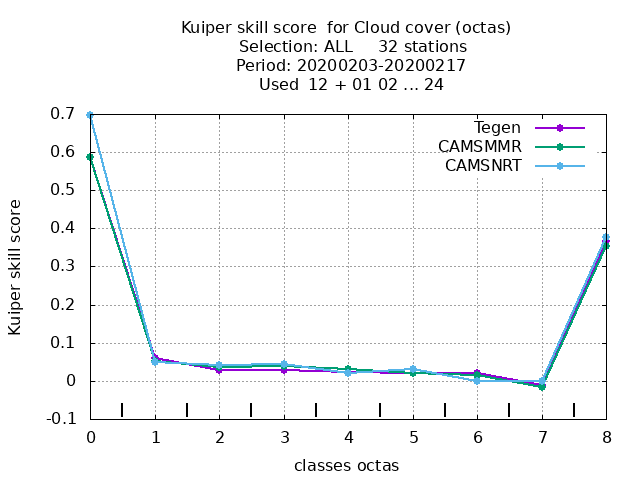 Kuiper skill score  for Cloud cover (octas)
Selection: ALL     32 stations
Period: 20200203-20200217
Used  12 + 01 02 ... 24
Tegen
CAMSMMR
CAMSNRT
Kuiper skill score
0.7
0.6
0.5
0.4
0.3
0.2
0.1
0
-0.1
0 1 2 3 4 5 6 7 8
classes octas